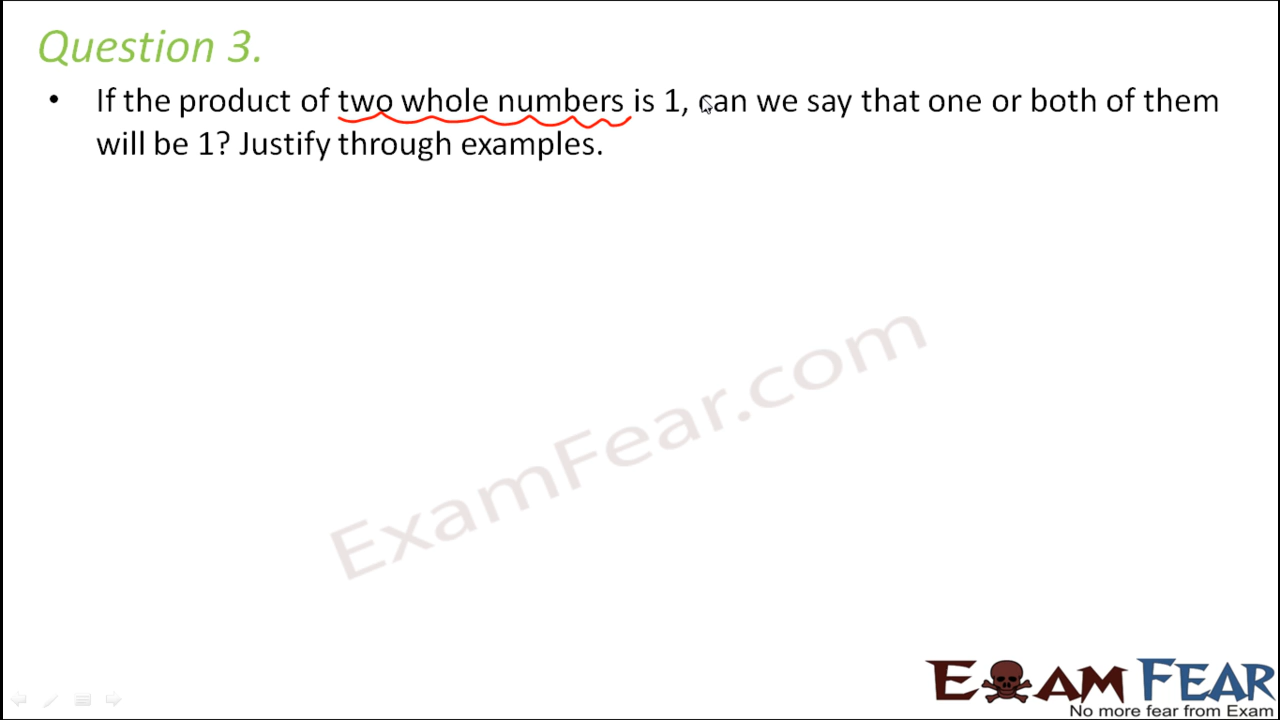 Question 3.
• If the product of two whole numbers is 1, can we say that one or both of them
will be 1? Justify through examples.
ExamFear.com
EXAM FEAR
No more fear from Exam